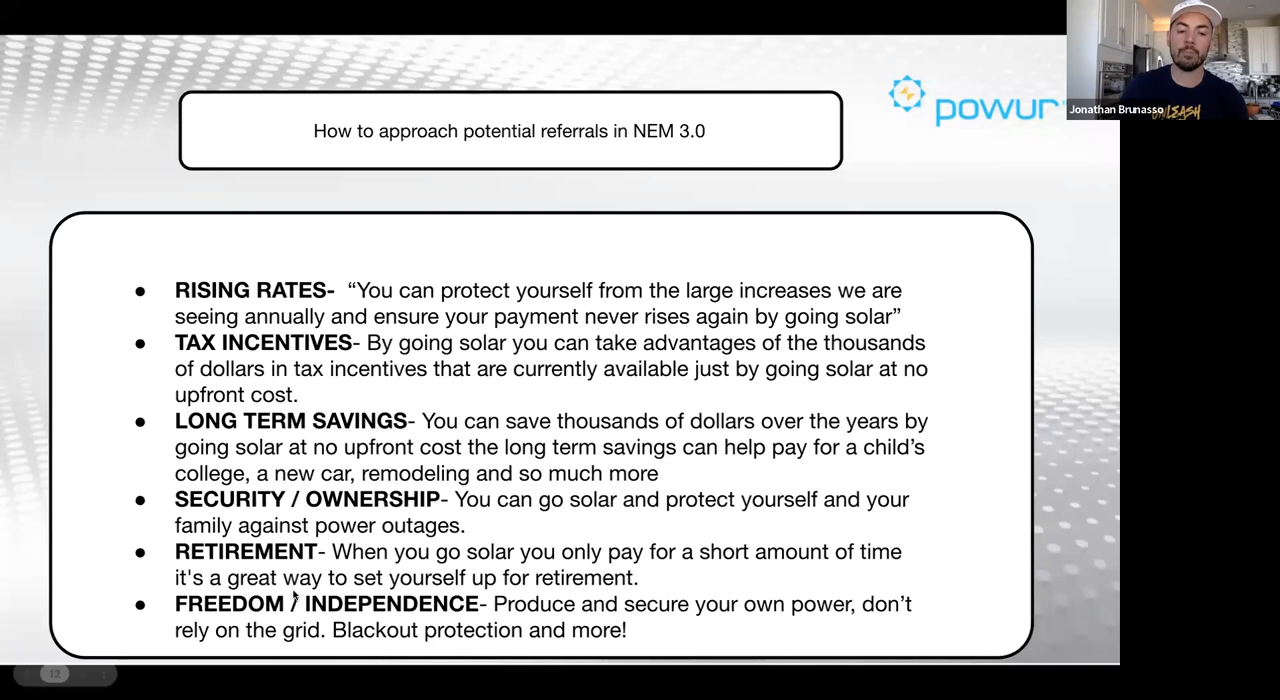 How to approach potential referrals in NEM 3.0
powur
Jonathan Brunasso
● RISING RATES- “You can protect yourself from the large increases we are
seeing annually and ensure your payment never rises again by going solar”
● TAX INCENTIVES- By going solar you can take advantages of the thousands
of dollars in tax incentives that are currently available just by going solar at no
upfront cost.
● LONG TERM SAVINGS- You can save thousands of dollars over the years by
going solar at no upfront cost the long term savings can help pay for a child’s
college, a new car, remodeling and so much more
● SECURITY / OWNERSHIP- You can go solar and protect yourself and your
family against power outages.
● RETIREMENT- When you go solar you only pay for a short amount of time
it's a great way to set yourself up for retirement.
● FREEDOM / INDEPENDENCE- Produce and secure your own power, don’t
rely on the grid. Blackout protection and more!
12